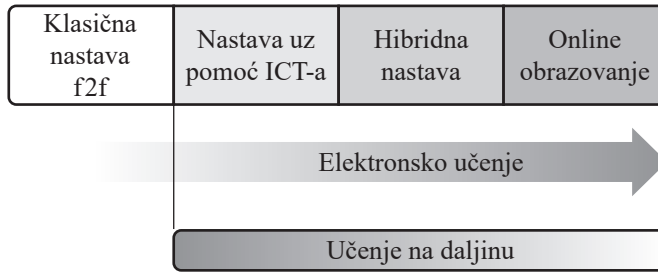 Klasična
nastava
f2f
Nastava uz
pomoć ICT-a
Hibridna
nastava
Online
obrazovanje
Elektronsko učenje
Učenje na daljinu